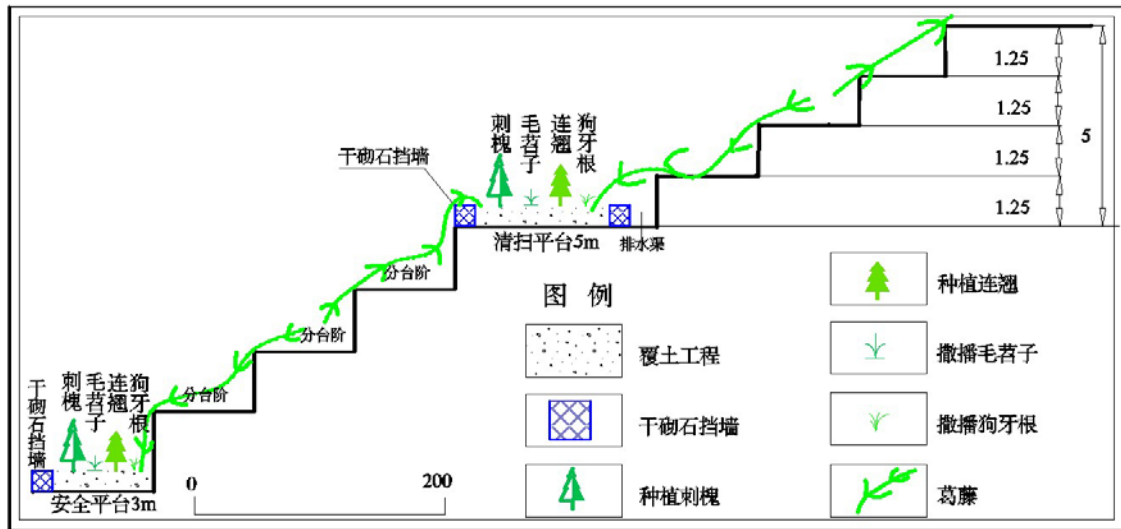 刺槐
毛苕子
连翘
狗牙根
干砌石挡墙
清扫平台5m
排水渠
1.25
1.25
1.25
1.25
5
分台阶
分台阶
分台阶
干砌石挡墙
刺槐
毛苕子
连翘
狗牙根
安全平台3m
0
200
图 例
覆土工程
干砌石挡墙
种植刺槐
种植连翘
撒播毛苕子
撒播狗牙根
葛藤